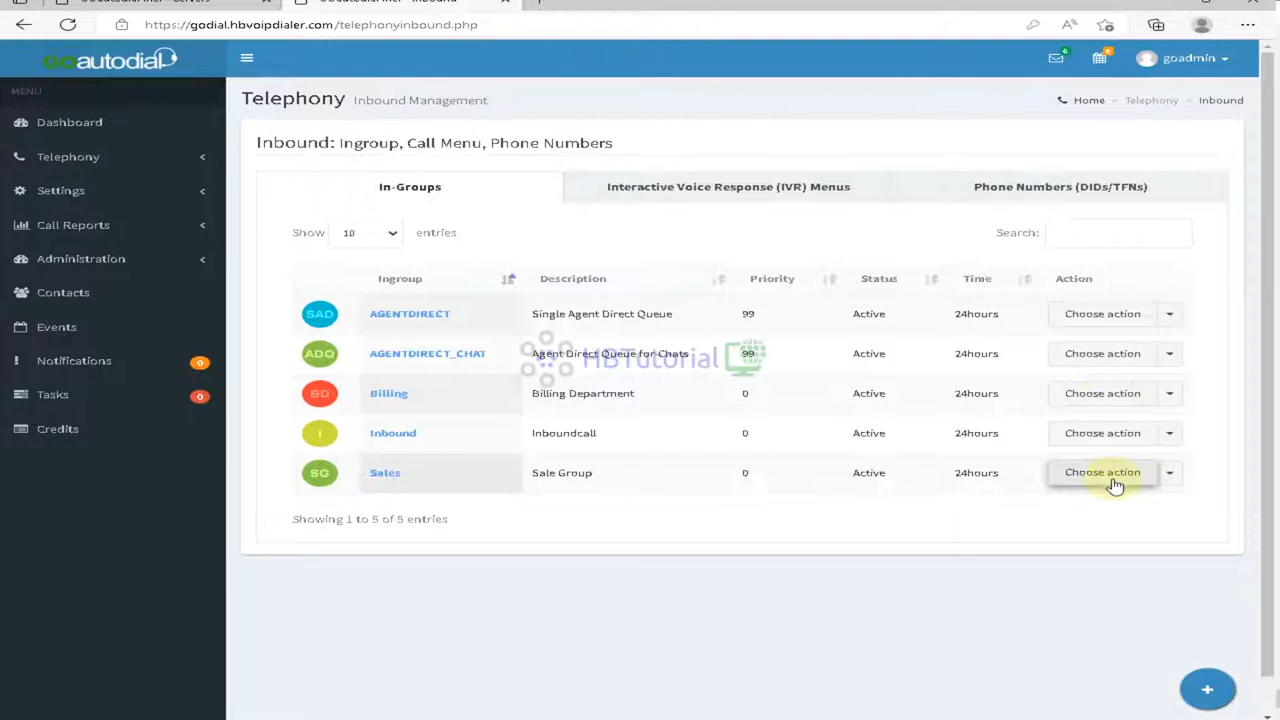 https://godial.hbvoipdialer.com/telephonyinbound.php
GOautodial
6
6
goadmin
MENU
Telephony Inbound Management
Home > Telephony > Inbound
Dashboard
Telephony
Settings
Call Reports
Administration
Contacts
Events
Notifications 0
Tasks 0
Credits
Inbound: Ingroup, Call Menu, Phone Numbers
In-Groups Interactive Voice Response (IVR) Menus Phone Numbers (DIDs/TFNs)
Show 10 entries Search:
Ingroup Description Priority Status Time Action
SAD AGENTDIRECT Single Agent Direct Queue 99 Active 24hours Choose action
ADQ AGENTDIRECT_CHAT Agent Direct Queue for Chats 99 Active 24hours Choose action
HBTutorial
BD Billing Billing Department 0 Active 24hours Choose action
I Inbound Inboundcall 0 Active 24hours Choose action
SG Sales Sale Group 0 Active 24hours Choose action
Showing 1 to 5 of 5 entries